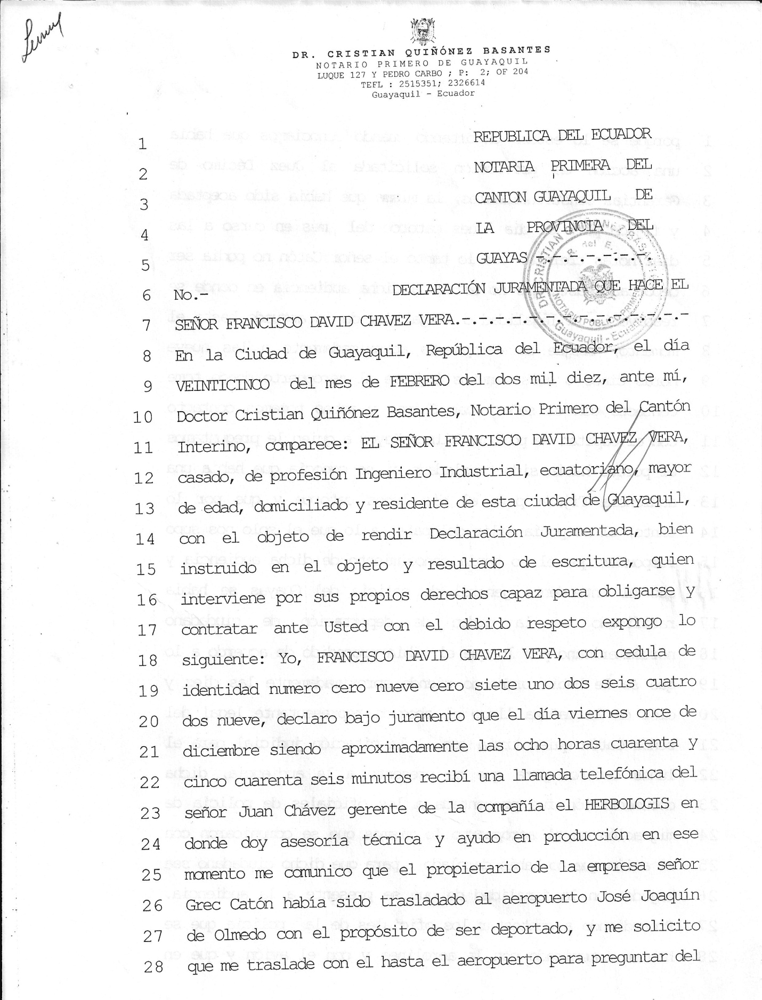 DR. CRISTIAN QUIÑÓNEZ BASANTES
NOTARIO PRIMERO DE GUAYAQUIL
LUQUE 127 Y PEDRO CARBO ; P: 2; OF 204
TEFL : 2515351; 2326614
Guayaquil - Ecuador
1 REPUBLICA DEL ECUADOR
2 NOTARIA PRIMERA DEL
3 CANTON GUAYAQUIL DE
4 LA PROVINCIA DEL
5 GUAYAS -.-.-.-.-.-.-.
DR. CRISTIAN QUIÑÓNEZ BASANTES
R. del E.
NOTARIO PUBLICO PRIMERO
Guayaquil - Ecuador
6 No.- DECLARACIÓN JURAMENTADA QUE HACE EL
7 SEÑOR FRANCISCO DAVID CHAVEZ VERA.-.-.-.-.-.-.-.-.-.-.-.-.-.-
8 En la Ciudad de Guayaquil, República del Ecuador, el día
9 VEINTICINCO del mes de FEBRERO del dos mil diez, ante mí,
10 Doctor Cristian Quiñónez Basantes, Notario Primero del Cantón
11 Interino, comparece: EL SEÑOR FRANCISCO DAVID CHAVEZ VERA,
12 casado, de profesión Ingeniero Industrial, ecuatoriano, mayor
13 de edad, domiciliado y residente de esta ciudad de Guayaquil,
14 con el objeto de rendir Declaración Juramentada, bien
15 instruido en el objeto y resultado de escritura, quien
16 interviene por sus propios derechos capaz para obligarse y
17 contratar ante Usted con el debido respeto expongo lo
18 siguiente: Yo, FRANCISCO DAVID CHAVEZ VERA, con cedula de
19 identidad numero cero nueve cero siete uno dos seis cuatro
20 dos nueve, declaro bajo juramento que el día viernes once de
21 diciembre siendo aproximadamente las ocho horas cuarenta y
22 cinco cuarenta seis minutos recibí una llamada telefónica del
23 señor Juan Chávez gerente de la compañía el HERBOLOGIS en
24 donde doy asesoría técnica y ayudo en producción en ese
25 momento me comunico que el propietario de la empresa señor
26 Grec Catón había sido trasladado al aeropuerto José Joaquín
27 de Olmedo con el propósito de ser deportado, y me solicito
28 que me traslade con el hasta el aeropuerto para preguntar del